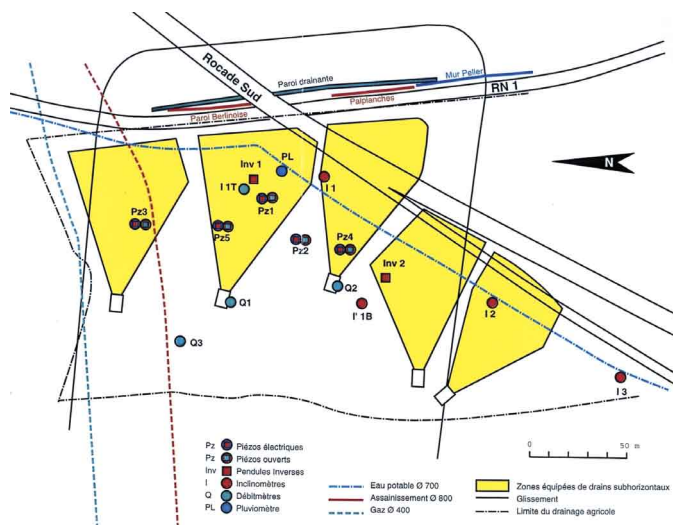 Rocade Sud
Paroi drainante
Mur Peller
Palplanches
RN 1
Paroi Berlinoise
N
Inv 1
PL
I 1T
I 1
Pz1
Pz3
Pz5
Pz2
Pz4
Inv 2
Q1
Q2
I' 1B
I 2
Q3
I 3
Pz Piézos électriques
Pz Piézos ouverts
Inv Pendules Inverses
I Inclinomètres
Q Débitmètres
PL Pluviomètre
Eau potable Ø 700
Assainissement Ø 800
Gaz Ø 400
0 50 m
Zones équipées de drains subhorizontaux
Glissement
Limite du drainage agricole